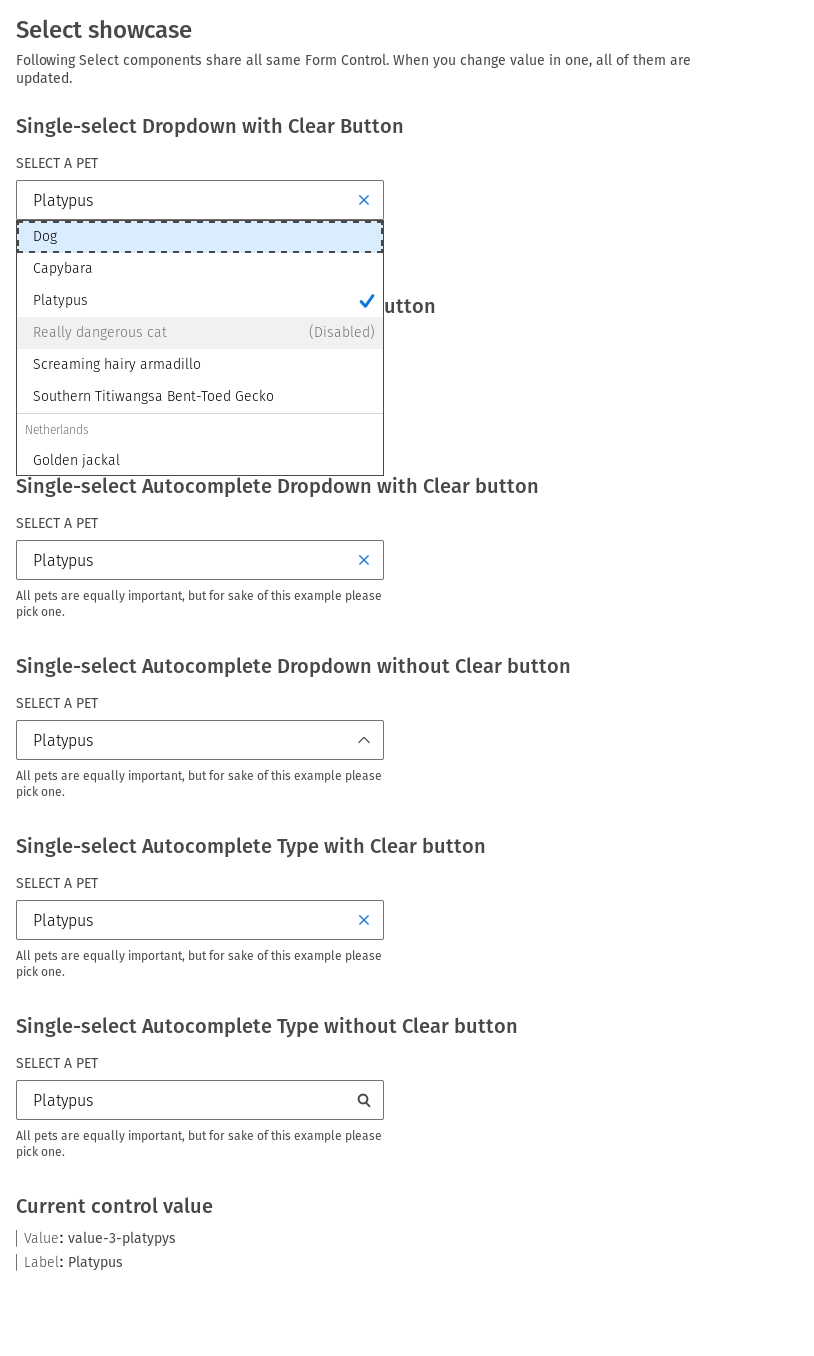 Select showcase
Following Select components share all same Form Control. When you change value in one, all of them are
updated.
Single-select Dropdown with Clear Button
SELECT A PET
Platypus
Dog
Capybara
Platypus
utton
Really dangerous cat (Disabled)
Screaming hairy armadillo
Southern Titiwangsa Bent-Toed Gecko
Netherlands
Golden jackal
Single-select Autocomplete Dropdown with Clear button
SELECT A PET
Platypus
All pets are equally important, but for sake of this example please
pick one.
Single-select Autocomplete Dropdown without Clear button
SELECT A PET
Platypus
All pets are equally important, but for sake of this example please
pick one.
Single-select Autocomplete Type with Clear button
SELECT A PET
Platypus
All pets are equally important, but for sake of this example please
pick one.
Single-select Autocomplete Type without Clear button
SELECT A PET
Platypus
All pets are equally important, but for sake of this example please
pick one.
Current control value
Value: value-3-platypys
Label: Platypus